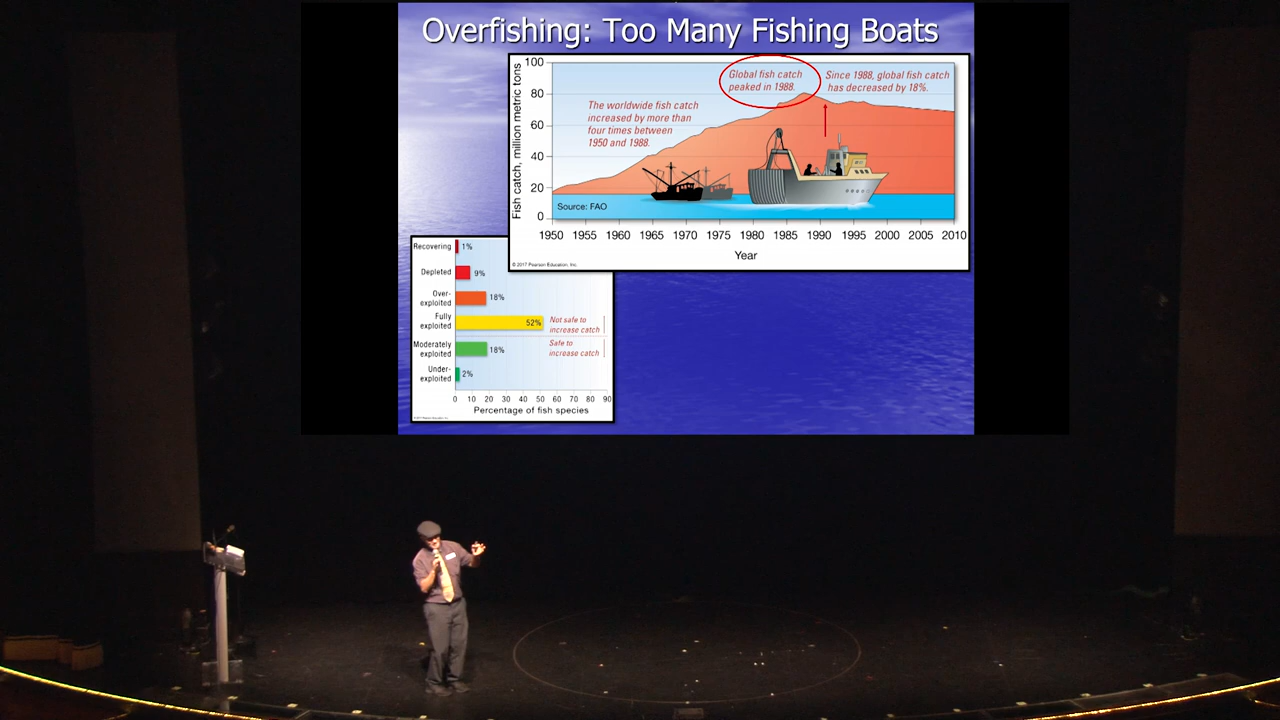 Overfishing: Too Many Fishing Boats
Fish catch, million metric tons
100
80
60
40
20
0
Global fish catch
peaked in 1988.
Since 1988, global fish catch
has decreased by 18%.
The worldwide fish catch
increased by more than
four times between
1950 and 1988.
Source: FAO
1950 1955 1960 1965 1970 1975 1980 1985 1990 1995 2000 2005 2010
Year
© 2017 Pearson Education, Inc.
Recovering 1%
Depleted 9%
Over-
exploited 18%
Fully
exploited 52%
Not safe to
increase catch
Moderately
exploited 18%
Safe to
increase catch
Under-
exploited 2%
0 10 20 30 40 50 60 70 80 90
Percentage of fish species